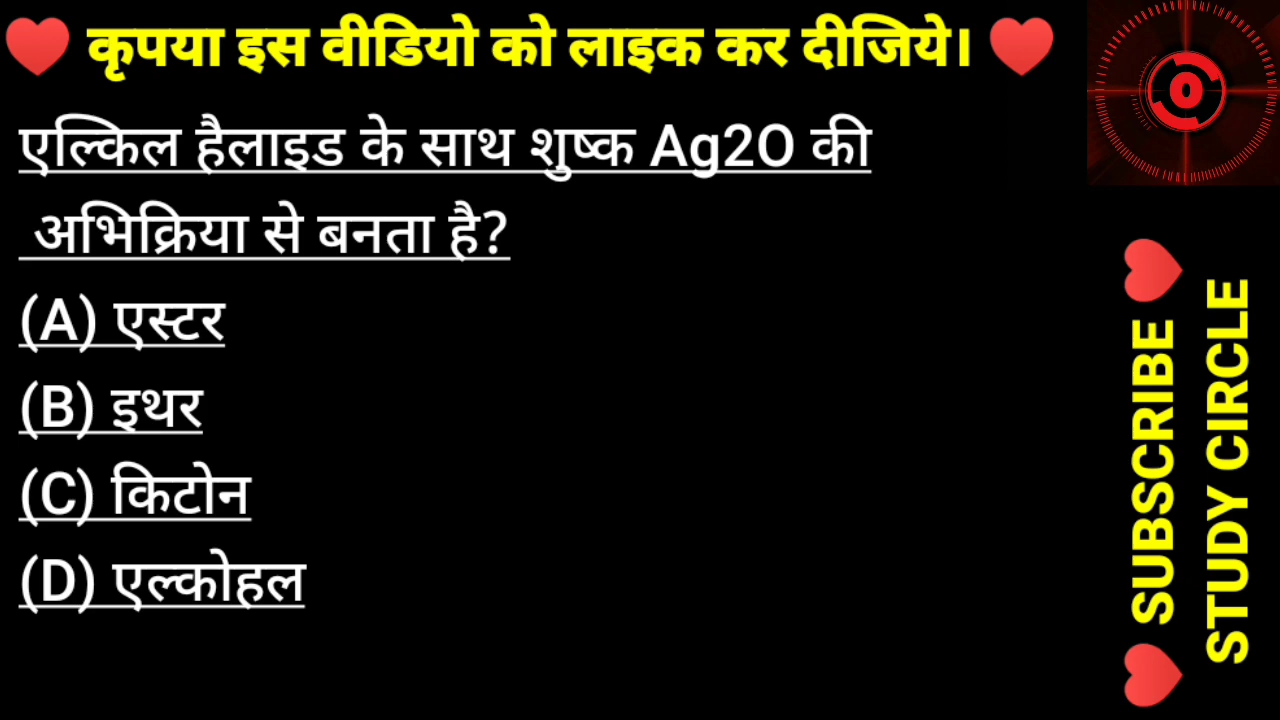 कृपया इस वीडियो को लाइक कर दीजिये।
एल्किल हैलाइड के साथ शुष्क Ag2O की
अभिक्रिया से बनता है?
(A) एस्टर
(B) इथर
(C) किटोन
(D) एल्कोहल
SUBSCRIBE
STUDY CIRCLE